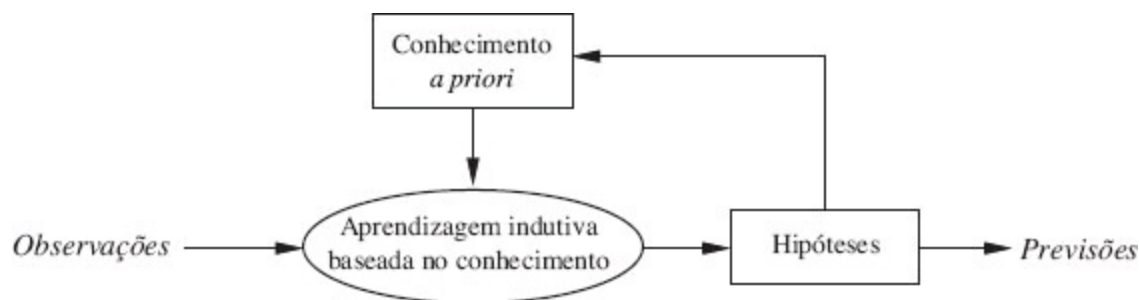 Conhecimento
a priori
Observações
Aprendizagem indutiva
baseada no conhecimento
Hipóteses
Previsões